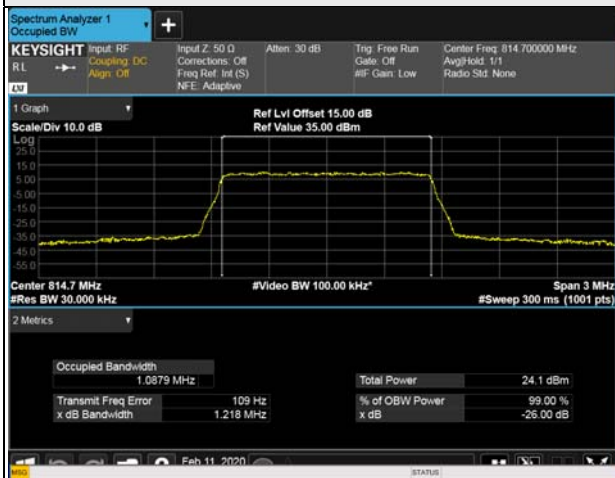 Spectrum Analyzer 1
Occupied BW
KEYSIGHT
RL
LXI
Input: RF
Coupling: DC
Align: Off
Input Z: 50 Ω
Corrections: Off
Freq Ref: Int (S)
NFE: Adaptive
Atten: 30 dB
Trig: Free Run
Gate: Off
#IF Gain: Low
Center Freq: 814.700000 MHz
Avg|Hold: 1/1
Radio Std: None
1 Graph
Scale/Div 10.0 dB
Ref Lvl Offset 15.00 dB
Ref Value 35.00 dBm
Log
25.0
15.0
5.00
-5.00
-15.0
-25.0
-35.0
-45.0
-55.0
Center 814.7 MHz
#Res BW 30.000 kHz
#Video BW 100.00 kHz*
Span 3 MHz
#Sweep 300 ms (1001 pts)
2 Metrics
Occupied Bandwidth
1.0879 MHz
Transmit Freq Error 109 Hz
x dB Bandwidth 1.218 MHz
Total Power 24.1 dBm
% of OBW Power 99.00 %
x dB -26.00 dB
Feb 11, 2020
MSG
STATUS